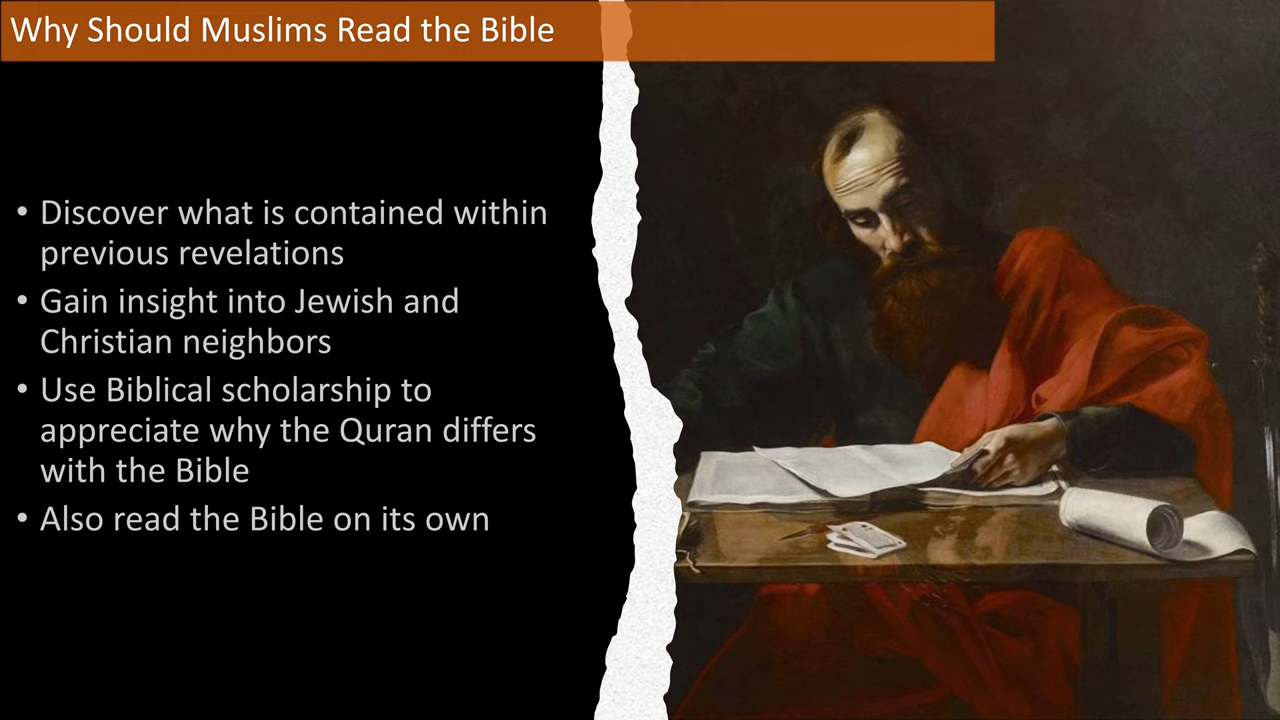 Why Should Muslims Read the Bible
• Discover what is contained within
previous revelations
• Gain insight into Jewish and
Christian neighbors
• Use Biblical scholarship to
appreciate why the Quran differs
with the Bible
• Also read the Bible on its own